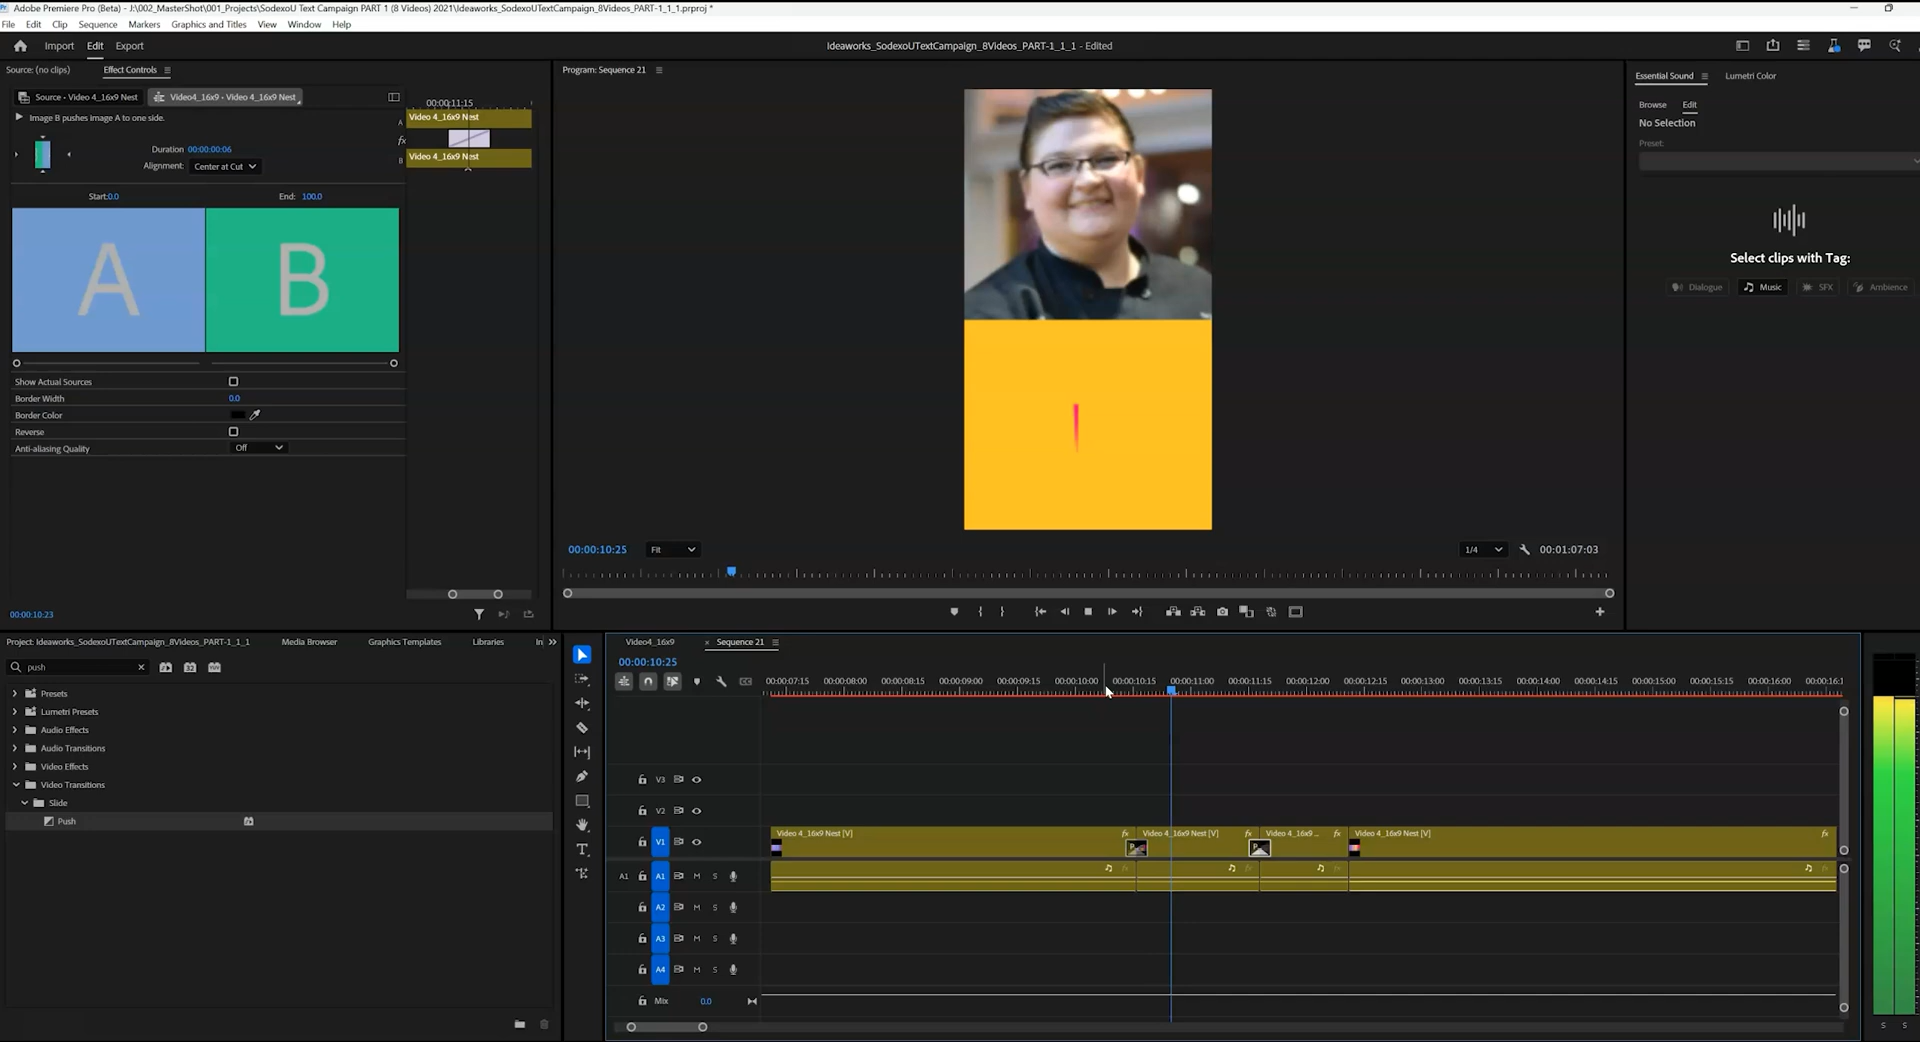 Adobe Premiere Pro (Beta) - J:\002_MasterShot\001_Projects\SodexoU Text Campaign PART 1 (8 Videos) 2021\Ideaworks_SodexoUTextCampaign_8Videos_PART-1_1_1.prproj *
File Edit Clip Sequence Markers Graphics and Titles View Window Help
Import Edit Export
Ideaworks_SodexoUTextCampaign_8Videos_PART-1_1_1 - Edited
Source: (no clips) Effect Controls
Source • Video 4_16x9 Nest Video4_16x9 • Video 4_16x9 Nest
00:00:11:15
Image B pushes Image A to one side.
A Video 4_16x9 Nest
fx
B Video 4_16x9 Nest
Duration 00:00:00:06
Alignment: Center at Cut
Start: 0.0 End: 100.0
A B
Show Actual Sources
Border Width 0.0
Border Color
Reverse
Anti-aliasing Quality Off
00:00:10:23
Program: Sequence 21
00:00:10:25 Fit 1/4 00:01:07:03
Essential Sound Lumetri Color
Browse Edit
No Selection
Preset:
Select clips with Tag:
Dialogue Music SFX Ambience
Project: Ideaworks_SodexoUTextCampaign_8Videos_PART-1_1_1 Media Browser Graphics Templates Libraries In
push
Presets
Lumetri Presets
Audio Effects
Audio Transitions
Video Effects
Video Transitions
Slide
Push
Video4_16x9 × Sequence 21
00:00:10:25
00:00:07:15 00:00:08:00 00:00:08:15 00:00:09:00 00:00:09:15 00:00:10:00 00:00:10:15 00:00:11:00 00:00:11:15 00:00:12:00 00:00:12:15 00:00:13:00 00:00:13:15 00:00:14:00 00:00:14:15 00:00:15:00 00:00:15:15 00:00:16:00 00:00:16:1
V3
V2
V1
Video 4_16x9 Nest [V] fx Video 4_16x9 Nest [V] fx Video 4_16x9 ... fx Video 4_16x9 Nest [V] fx
A1 A1 M S
A2 M S
A3 M S
A4 M S
Mix 0.0
S S